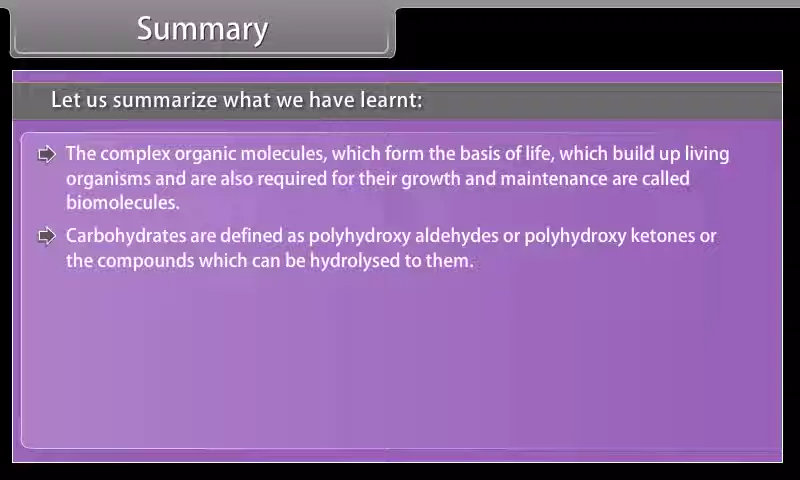 Summary
Let us summarize what we have learnt:
The complex organic molecules, which form the basis of life, which build up living
organisms and are also required for their growth and maintenance are called
biomolecules.
Carbohydrates are defined as polyhydroxy aldehydes or polyhydroxy ketones or
the compounds which can be hydrolysed to them.